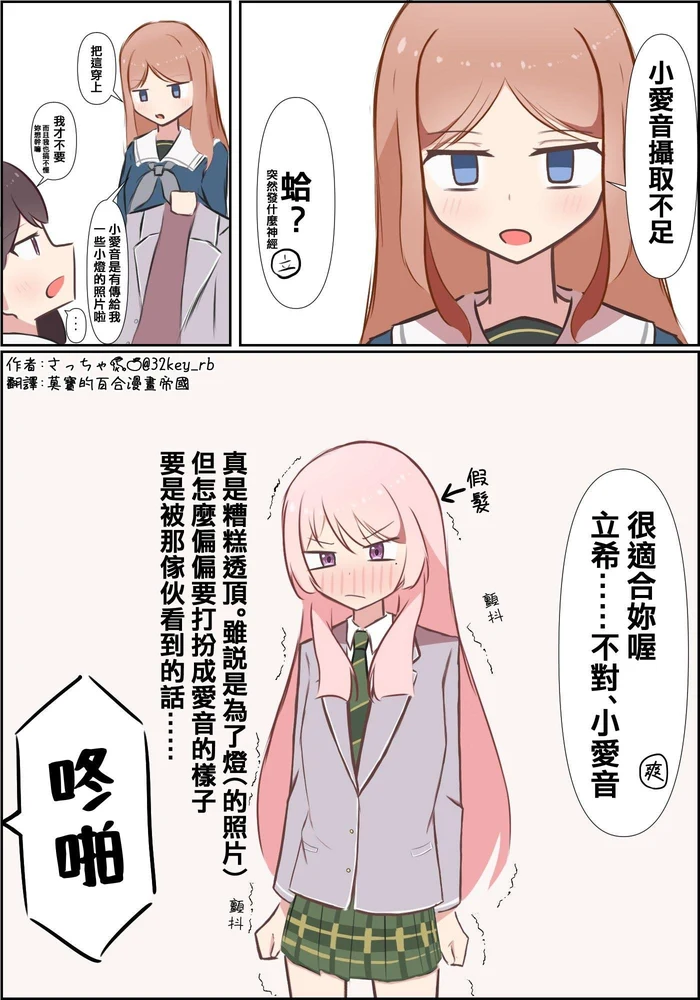 小愛音攝取不足
蛤？
突然發什麼神經
立
把這穿上
我才不要
而且我也搞不懂
妳想幹嘛
小愛音是有傳給我
一些小燈的照片啦
…
作者:さっちゃ@32key_rb
翻譯:莫寶的百合漫畫帝國
很適合妳喔
立希……不對、小愛音
爽
假髮
顫抖
真是糟糕透頂。雖說是為了燈(的照片)
但怎麼偏偏要打扮成愛音的樣子
要是被那傢伙看到的話……
顫抖
咚啪